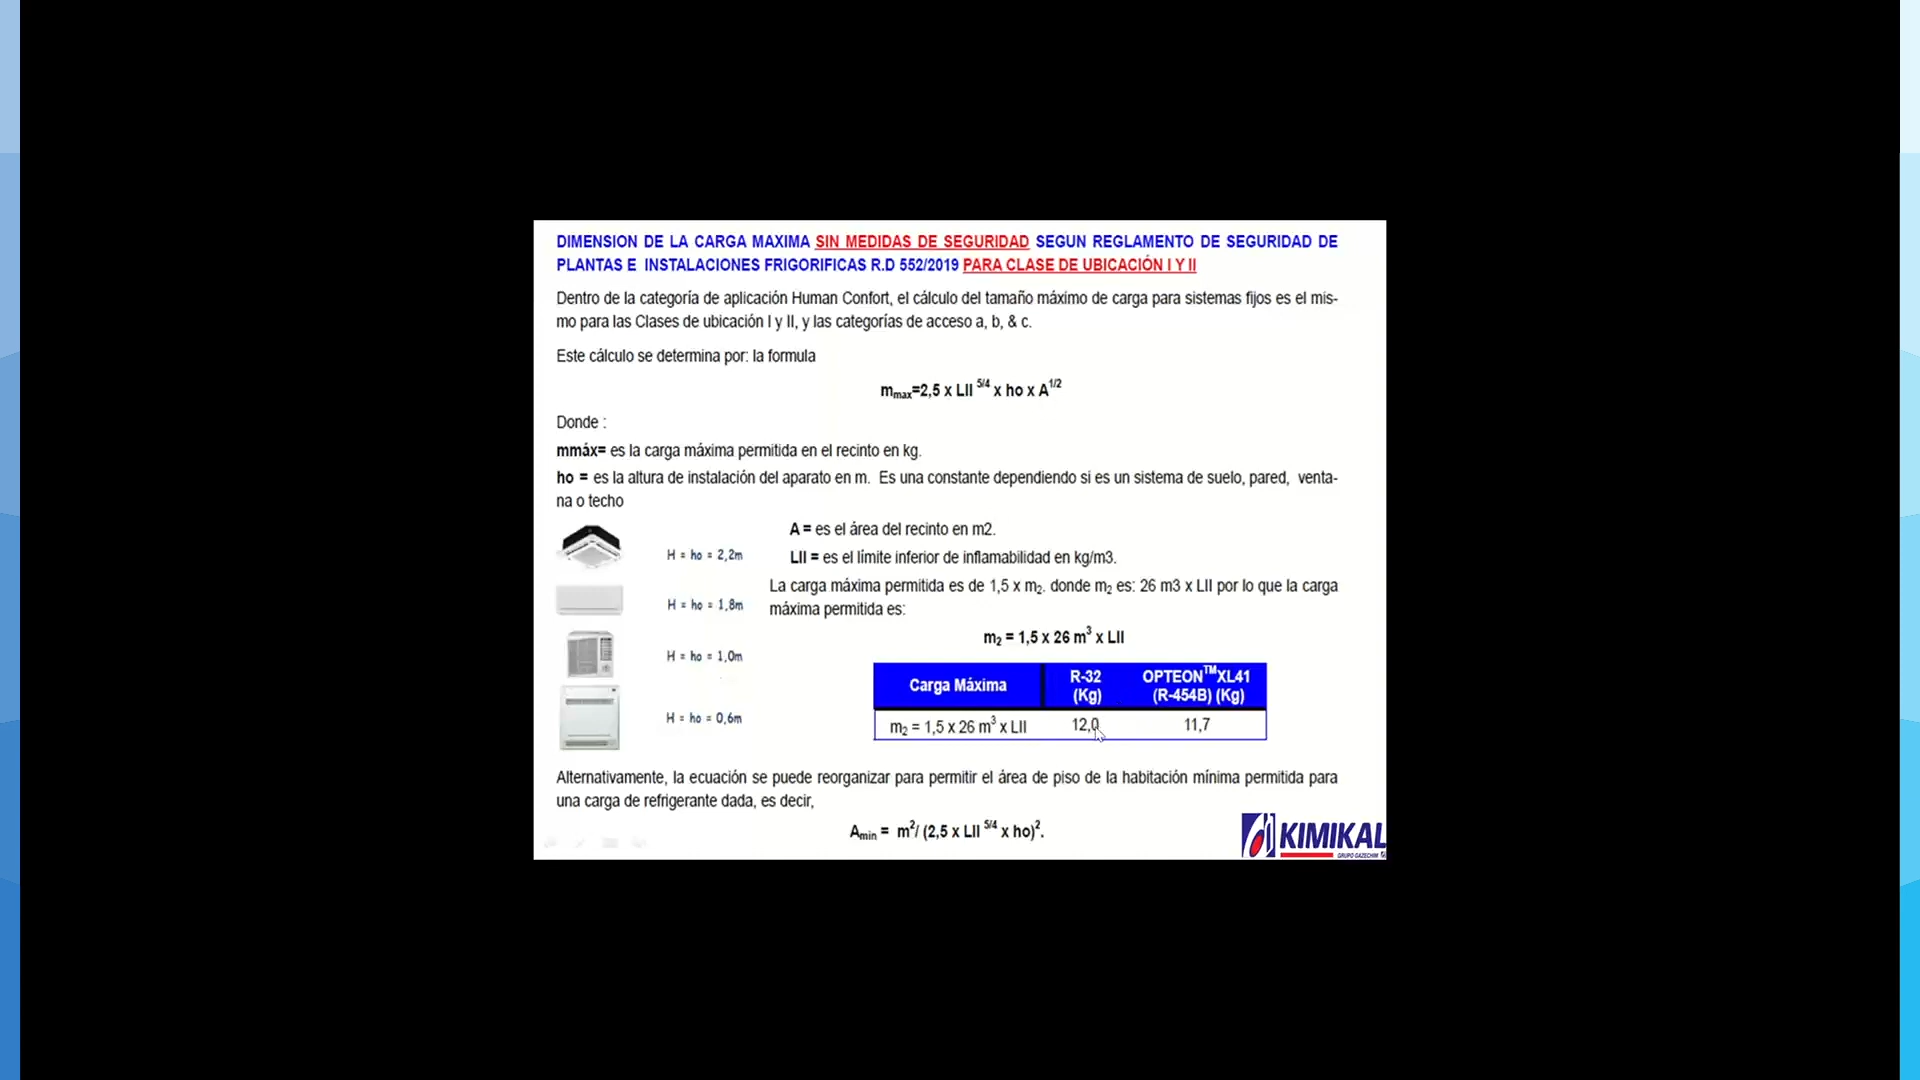 DIMENSION DE LA CARGA MAXIMA SIN MEDIDAS DE SEGURIDAD SEGUN REGLAMENTO DE SEGURIDAD DE
PLANTAS E INSTALACIONES FRIGORIFICAS R.D 552/2019 PARA CLASE DE UBICACIÓN I Y II
Dentro de la categoría de aplicación Human Confort, el cálculo del tamaño máximo de carga para sistemas fijos es el mis-
mo para las Clases de ubicación I y II, y las categorías de acceso a, b, & c.
Este cálculo se determina por: la formula
mmax=2,5 x LII 5/4 x ho x A1/2
Donde :
mmáx= es la carga máxima permitida en el recinto en kg.
ho = es la altura de instalación del aparato en m. Es una constante dependiendo si es un sistema de suelo, pared, venta-
na o techo
A = es el área del recinto en m2.
H = ho = 2,2m
LII = es el límite inferior de inflamabilidad en kg/m3.
La carga máxima permitida es de 1,5 x m2. donde m2 es: 26 m3 x LII por lo que la carga
máxima permitida es:
H = ho = 1,8m
m2 = 1,5 x 26 m3 x LII
H = ho = 1,0m
Carga Máxima
R-32
(Kg)
OPTEON™XL41
(R-454B) (Kg)
H = ho = 0,6m
m2 = 1,5 x 26 m3 x LII
12,0
11,7
Alternativamente, la ecuación se puede reorganizar para permitir el área de piso de la habitación mínima permitida para
una carga de refrigerante dada, es decir,
Amin = m2/ (2,5 x LII 5/4 x ho)2.
KIMIKAL
GRUPO GAZECHIM